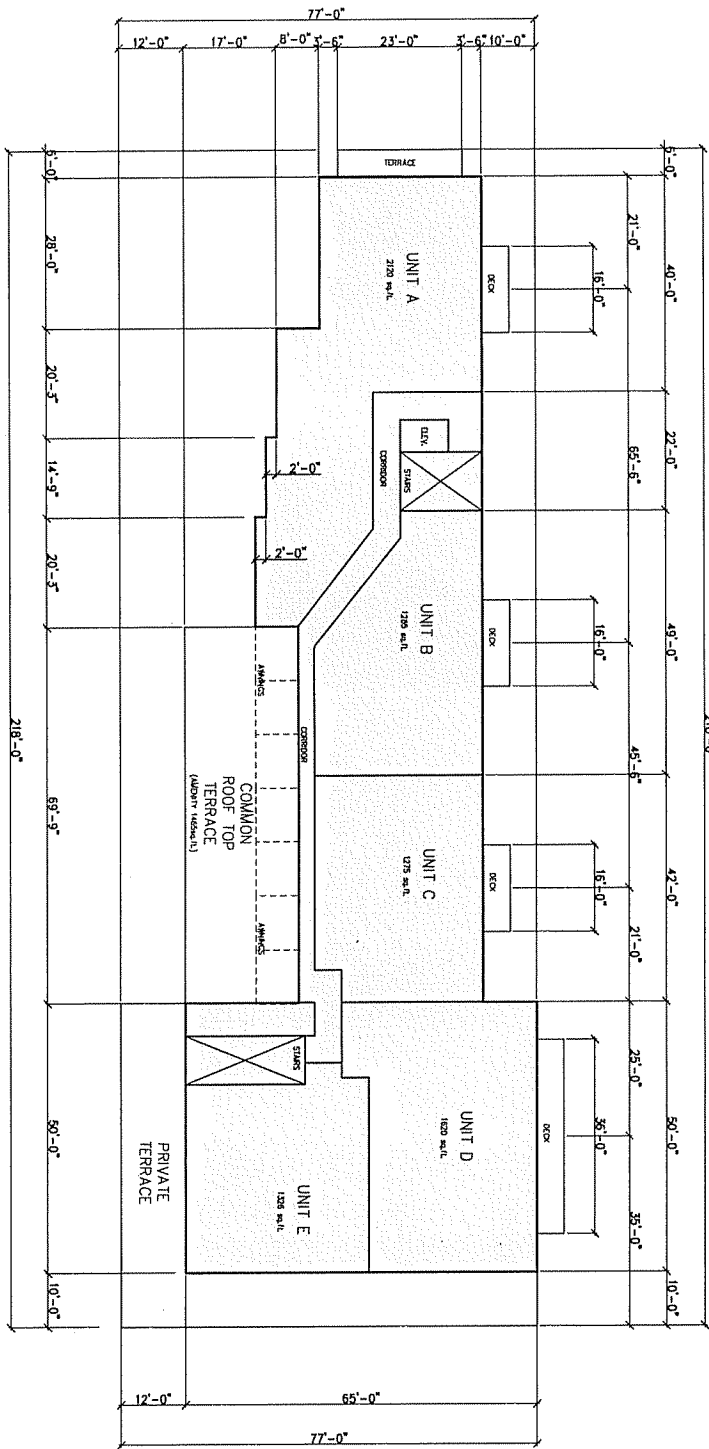 77'-0"
12'-0" 17'-0" 8'-0" 3'-6" 23'-0" 3'-6" 10'-0"
TERRACE
6'-0"
28'-0"
20'-3"
14'-9"
20'-3"
69'-9"
50'-0"
10'-0"
218'-0"
6'-0"
40'-0"
22'-0"
49'-0"
42'-0"
50'-0"
10'-0"
21'-0"
65'-6"
45'-6"
21'-0"
25'-0"
35'-0"
UNIT A
2120 sq.ft.
DECK
16'-0"
ELEV.
STAIRS
CORRIDOR
2'-0"
2'-0"
UNIT B
1285 sq.ft.
DECK
16'-0"
CORRIDOR
AWNINGS
COMMON
ROOF TOP
TERRACE
(AMENITY 1465sq.ft.)
AWNINGS
UNIT C
1275 sq.ft.
DECK
16'-0"
STAIRS
UNIT D
1620 sq.ft.
DECK
36'-0"
UNIT E
1326 sq.ft.
PRIVATE
TERRACE
12'-0" 65'-0"
77'-0"